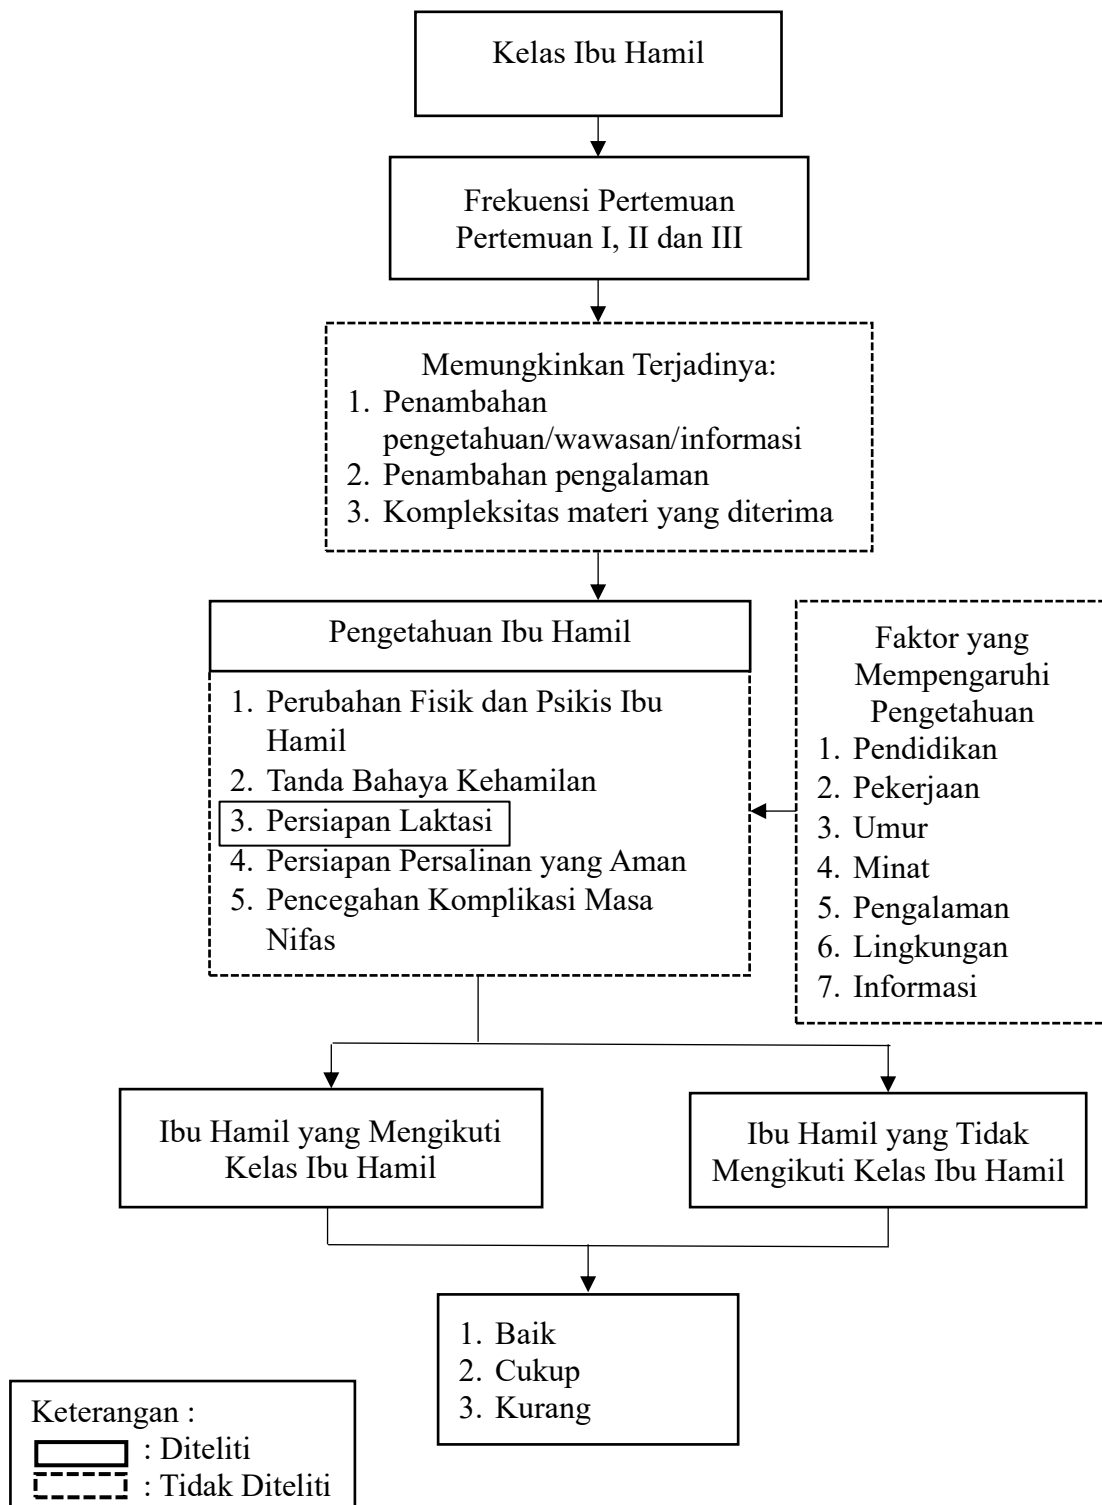 Kelas Ibu Hamil
Frekuensi Pertemuan
Pertemuan I, II dan III
Memungkinkan Terjadinya:
1. Penambahan
pengetahuan/wawasan/informasi
2. Penambahan pengalaman
3. Kompleksitas materi yang diterima
Pengetahuan Ibu Hamil
1. Perubahan Fisik dan Psikis Ibu
Hamil
2. Tanda Bahaya Kehamilan
3. Persiapan Laktasi
4. Persiapan Persalinan yang Aman
5. Pencegahan Komplikasi Masa
Nifas
Faktor yang
Mempengaruhi
Pengetahuan
1. Pendidikan
2. Pekerjaan
3. Umur
4. Minat
5. Pengalaman
6. Lingkungan
7. Informasi
Ibu Hamil yang Mengikuti
Kelas Ibu Hamil
Ibu Hamil yang Tidak
Mengikuti Kelas Ibu Hamil
1. Baik
2. Cukup
3. Kurang
Keterangan :
: Diteliti
: Tidak Diteliti